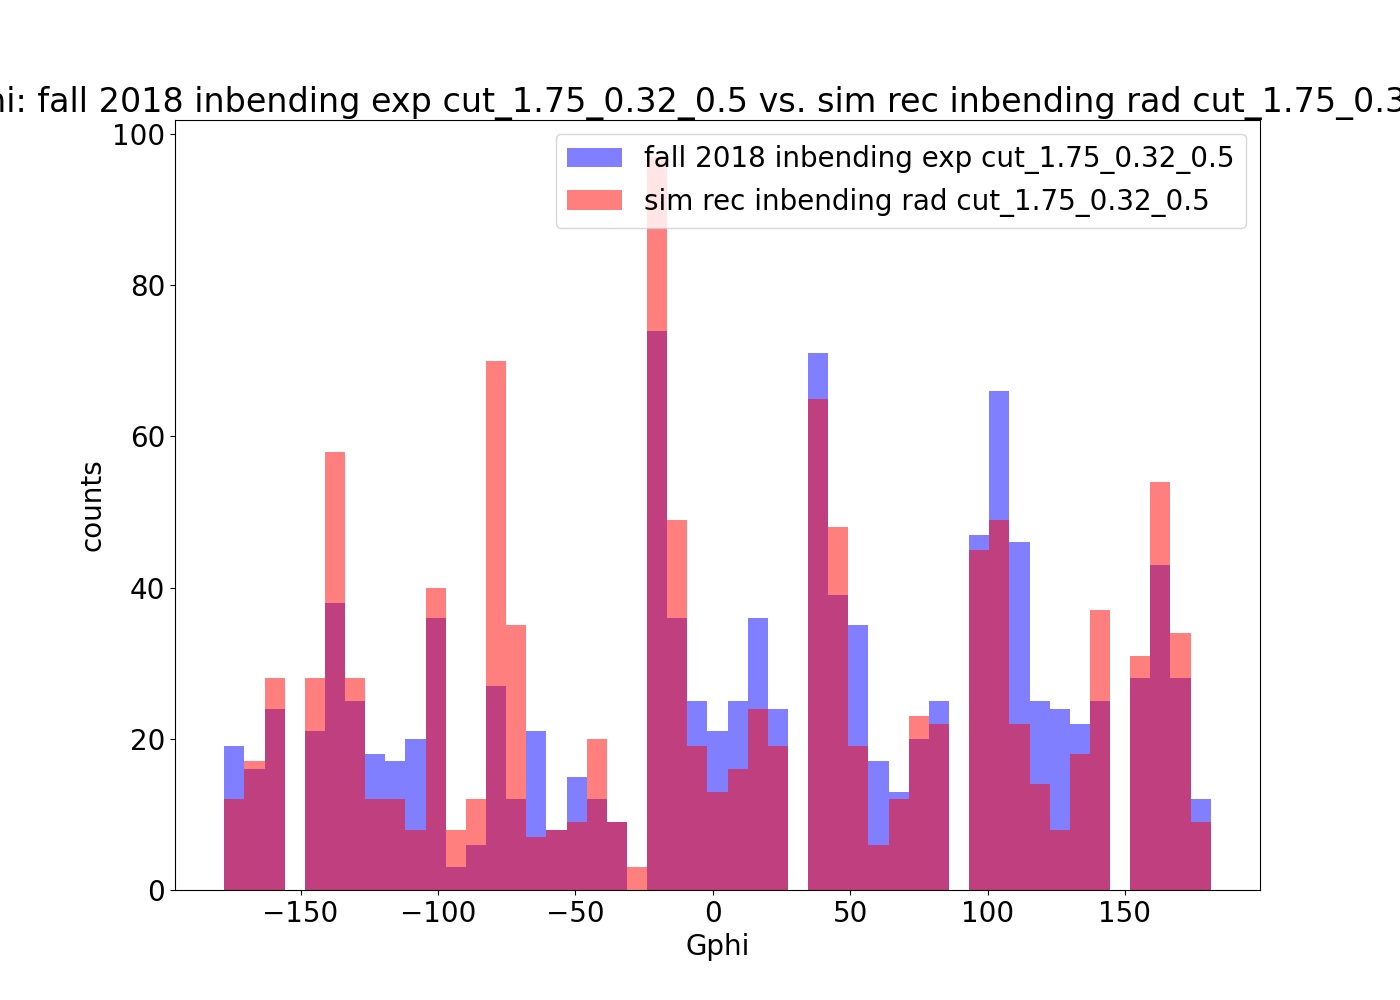 hi: fall 2018 inbending exp cut_1.75_0.32_0.5 vs. sim rec inbending rad cut_1.75_0.3
100
80
60
40
20
0
counts
fall 2018 inbending exp cut_1.75_0.32_0.5
sim rec inbending rad cut_1.75_0.32_0.5
−150 −100 −50 0 50 100 150
Gphi